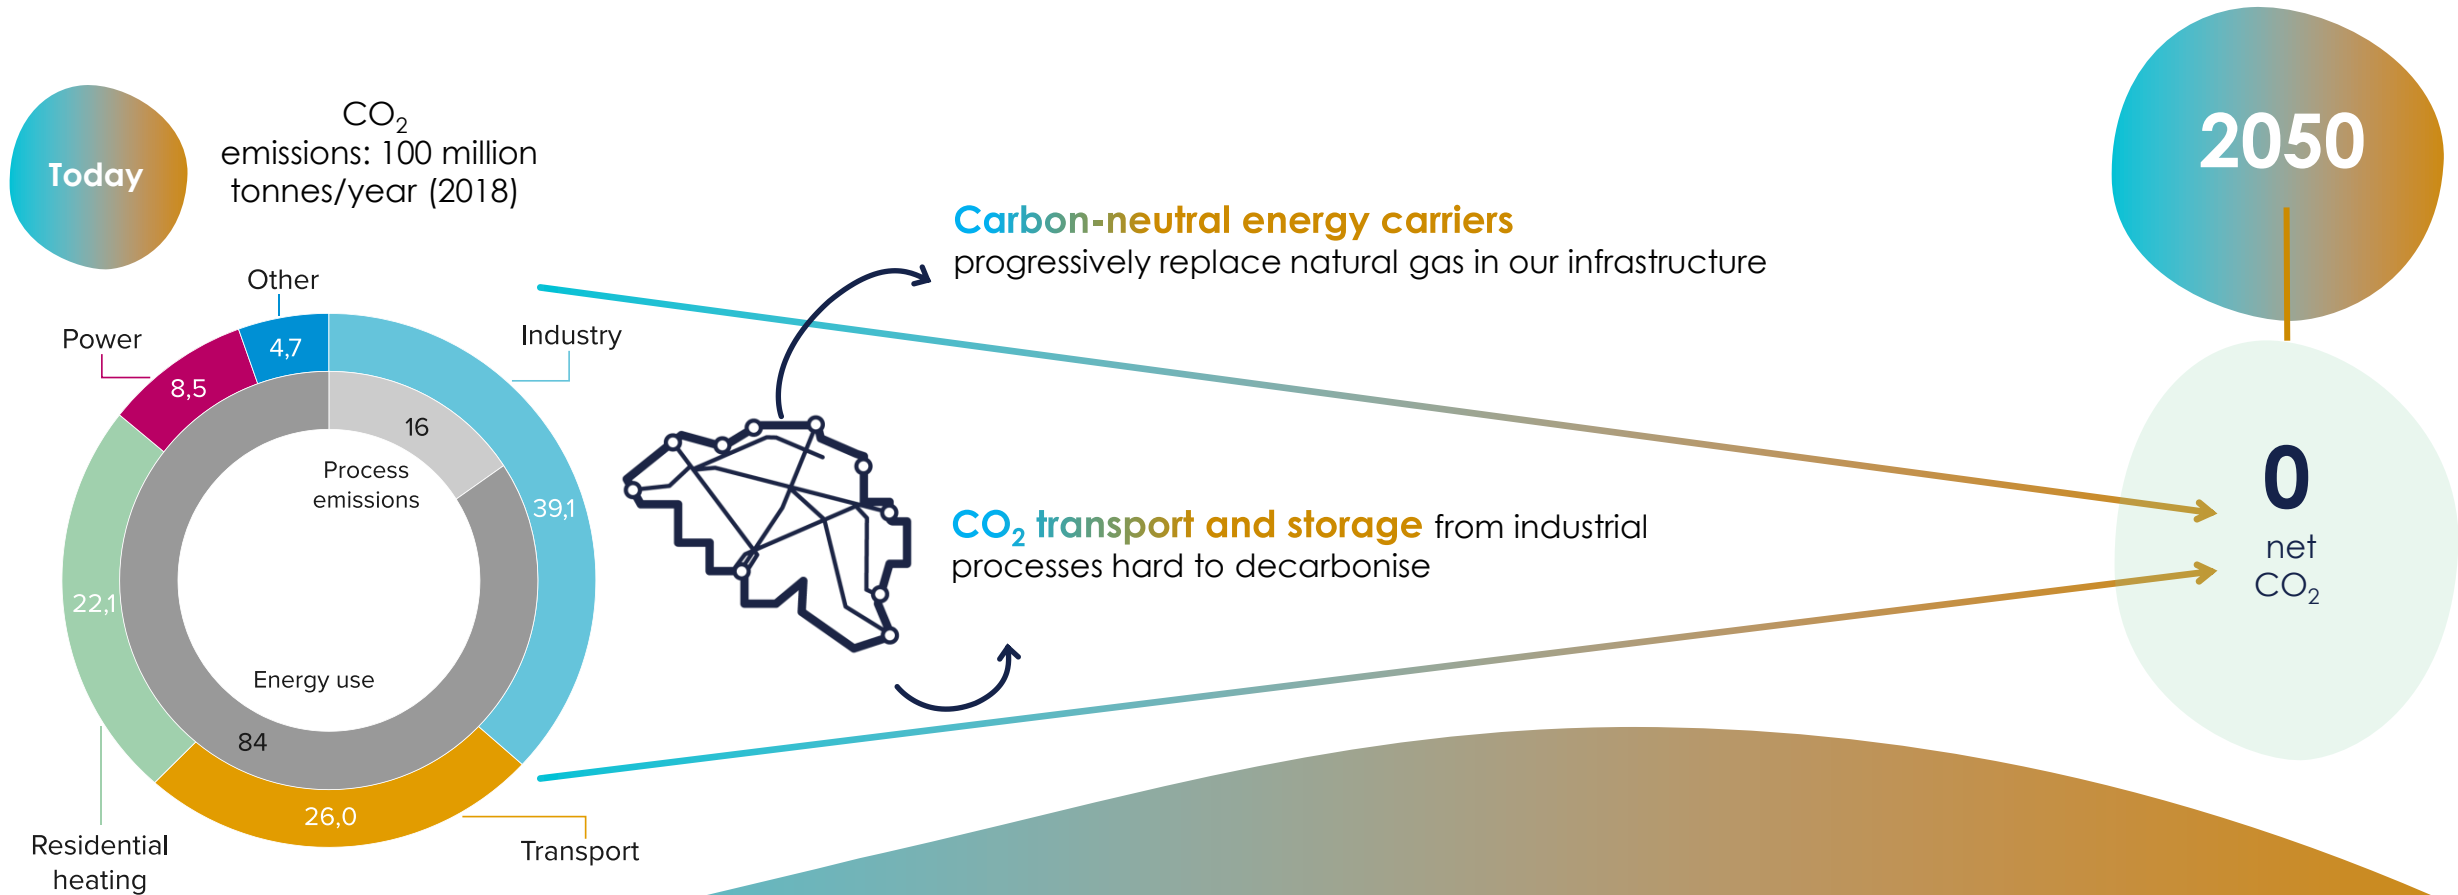 Today
CO₂
emissions: 100 million
tonnes/year (2018)
Other
4,7
Power
8,5
Industry
39,1
16
Process
emissions
22,1
Energy use
84
26,0
Residential
heating
Transport
Carbon-neutral energy carriers
progressively replace natural gas in our infrastructure
CO₂ transport and storage from industrial
processes hard to decarbonise
2050
0
net
CO₂